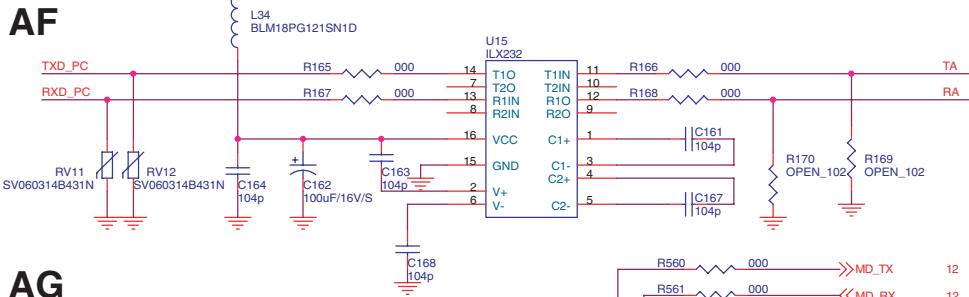 AF
L34
BLM18PG121SN1D
U15
ILX232
TXD_PC
R165
000
14
T1O
T1IN
11
R166
000
TA
7
T2O
T2IN
10
RXD_PC
R167
000
13
R1IN
R1O
12
R168
000
RA
8
R2IN
R2O
9
16
VCC
C1+
1
C161
104p
15
GND
C1-
3
C2+
4
2
V+
6
V-
C2-
5
C167
104p
RV11
SV060314B431N
RV12
SV060314B431N
C164
104p
+
C162
100uF/16V/S
C163
104p
R170
OPEN_102
R169
OPEN_102
C168
104p
AG
R560
000
MD_TX
12
R561
000
MD_RX
12